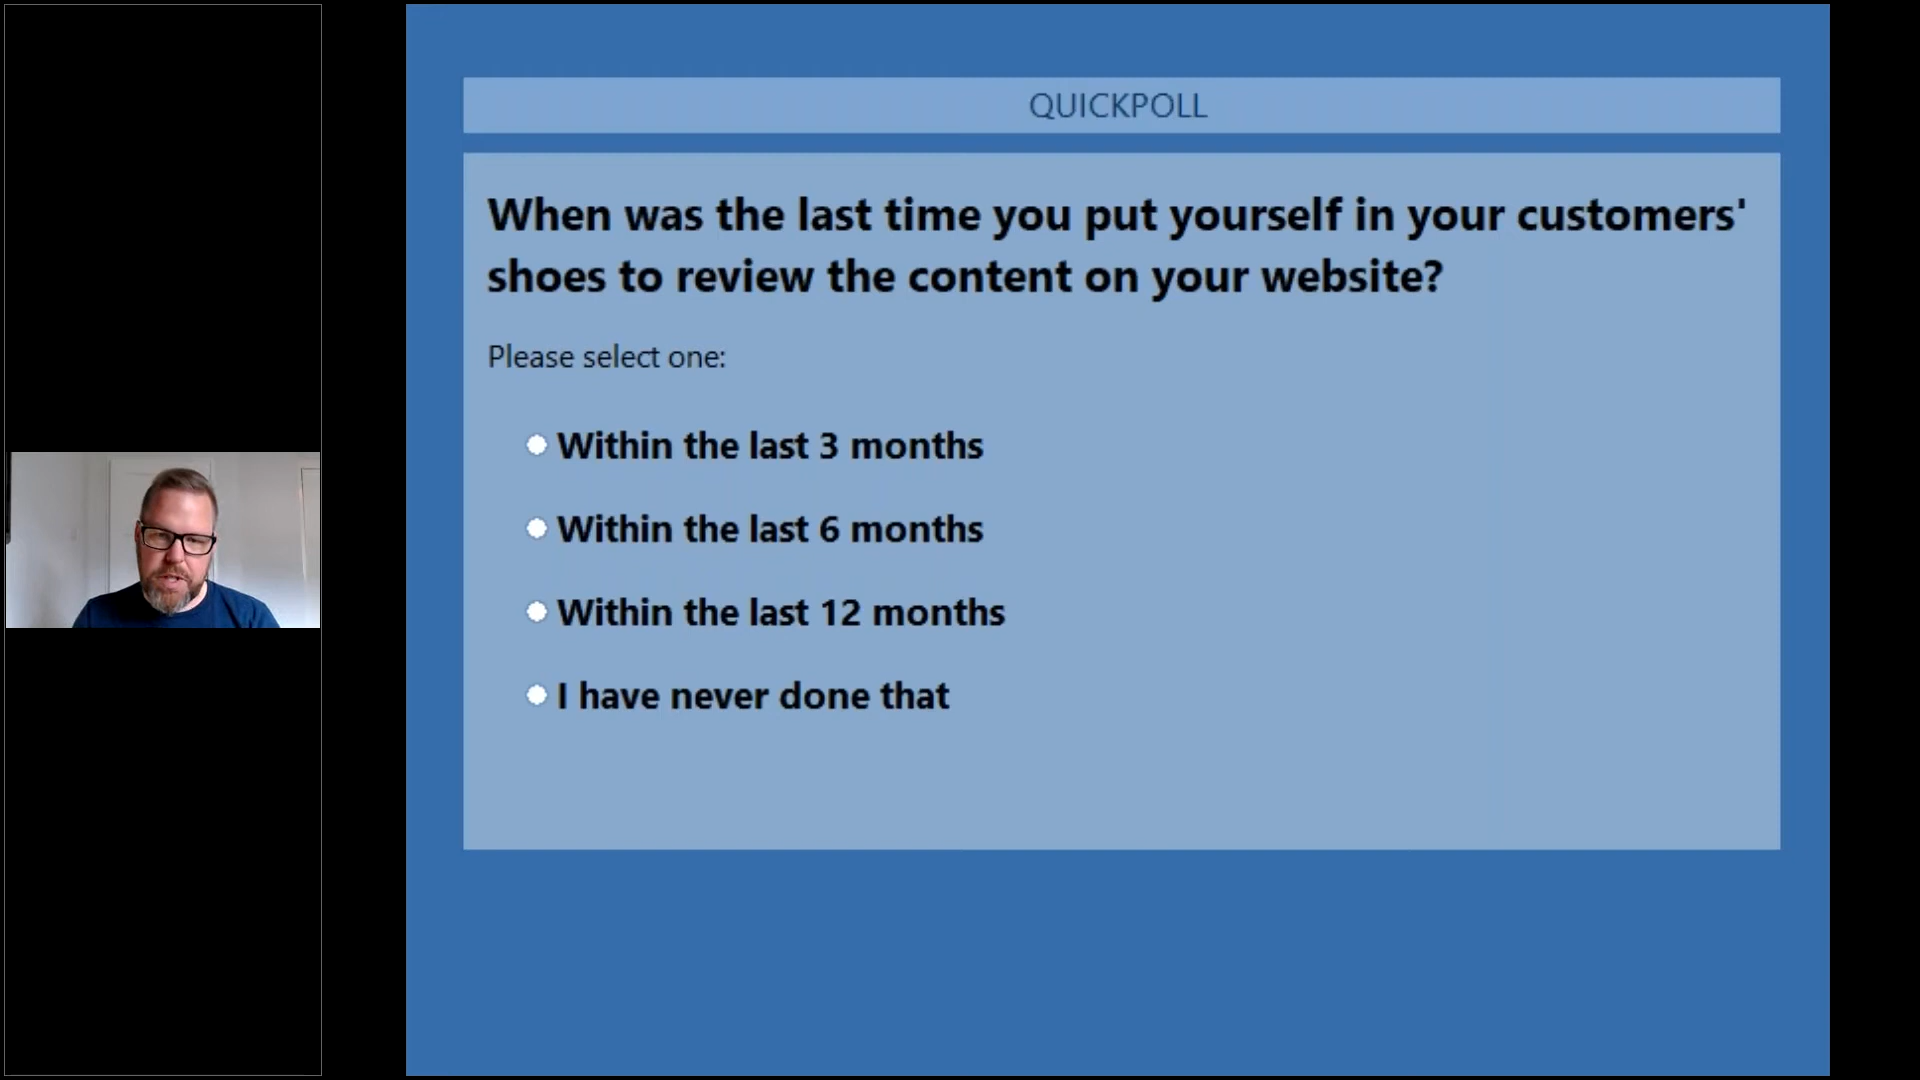 QUICKPOLL
When was the last time you put yourself in your customers'
shoes to review the content on your website?
Please select one:
Within the last 3 months
Within the last 6 months
Within the last 12 months
I have never done that